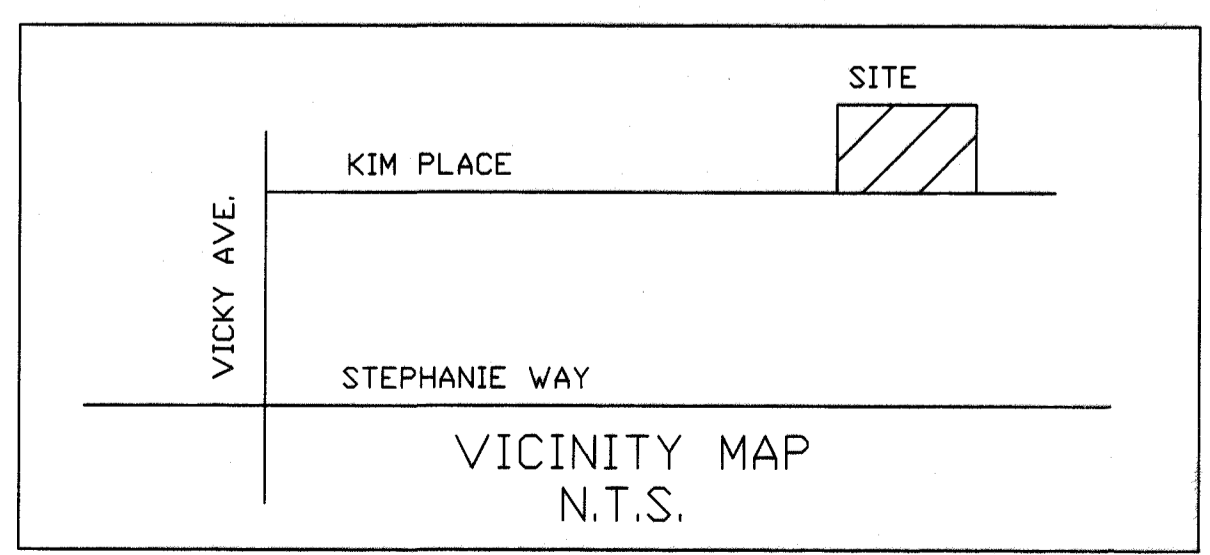 SITE
KIM PLACE
VICKY AVE.
STEPHANIE WAY
VICINITY MAP
N.T.S.